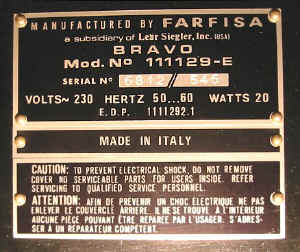 MANUFACTURED BY FARFISA
a subsidiary of Lear Siegler, Inc. (USA)
BRAVO
Mod. No 111129-E
SERIAL No 6812 / 545
VOLTS~ 230 HERTZ 50...60 WATTS 20
E.D.P. 1111292.1
MADE IN ITALY
CAUTION: TO PREVENT ELECTRICAL SHOCK, DO NOT REMOVE
COVER NO SERVICEABLE PARTS FOR USERS INSIDE. REFER
SERVICING TO QUALIFIED SERVICE PERSONNEL.
ATTENTION: AFIN DE PREVENIR UN CHOC ELECTRIQUE NE PAS
ENLEVER LE COUVERCLE ARRIERE. IL NE SE TROUVE A L'INTERIEUR
AUCUNE PIECE POUVANT ÊTRE REPARÉE PAR L'USAGER. S'ADRES-
SER A UN REPARATEUR COMPÉTENT.